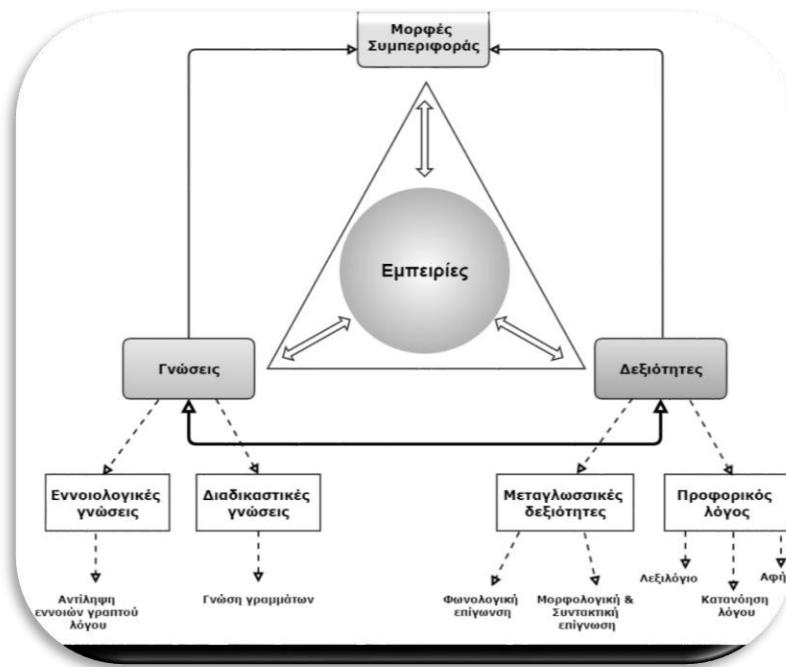 Μορφές
Συμπεριφοράς
Εμπειρίες
Γνώσεις
Δεξιότητες
Εννοιολογικές
γνώσεις
Διαδικαστικές
γνώσεις
Μεταγλωσσικές
δεξιότητες
Προφορικός
λόγος
Αντίληψη
εννοιών γραπτού
λόγου
Γνώση γραμμάτων
Φωνολογική
επίγωνση
Μορφολογική &
Συντακτική
επίγνωση
Λεξιλόγιο
Κατανόηση
λόγου